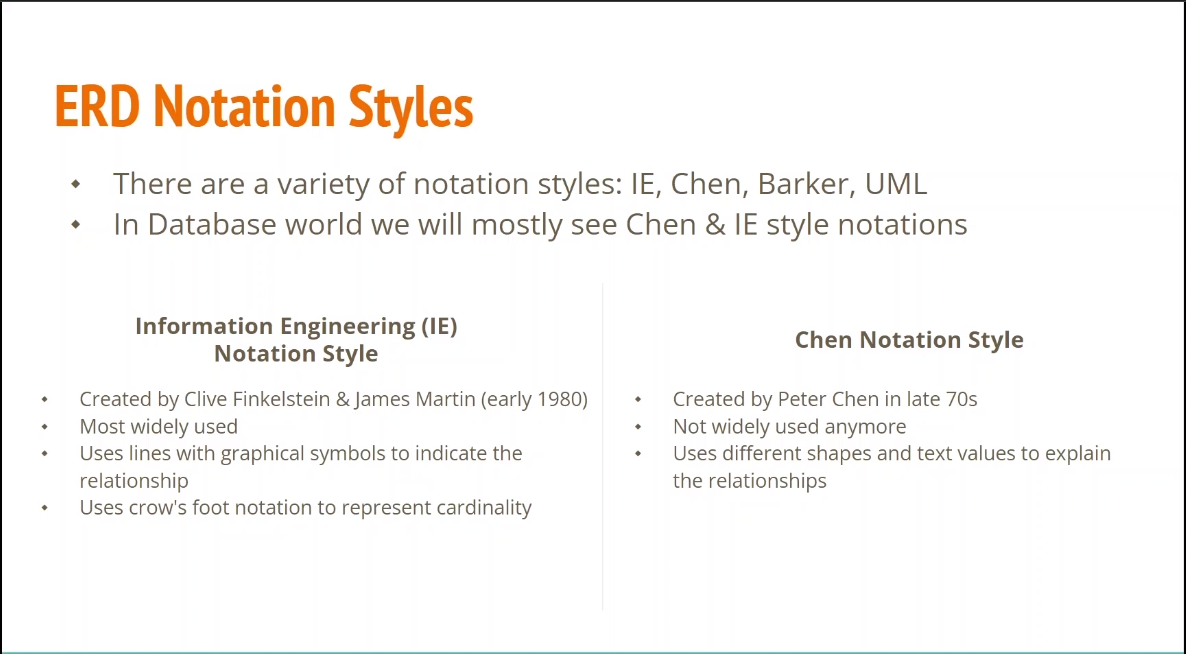 ERD Notation Styles
There are a variety of notation styles: IE, Chen, Barker, UML
In Database world we will mostly see Chen & IE style notations
Information Engineering (IE)
Notation Style
Created by Clive Finkelstein & James Martin (early 1980)
Most widely used
Uses lines with graphical symbols to indicate the
relationship
Uses crow's foot notation to represent cardinality
Chen Notation Style
Created by Peter Chen in late 70s
Not widely used anymore
Uses different shapes and text values to explain
the relationships